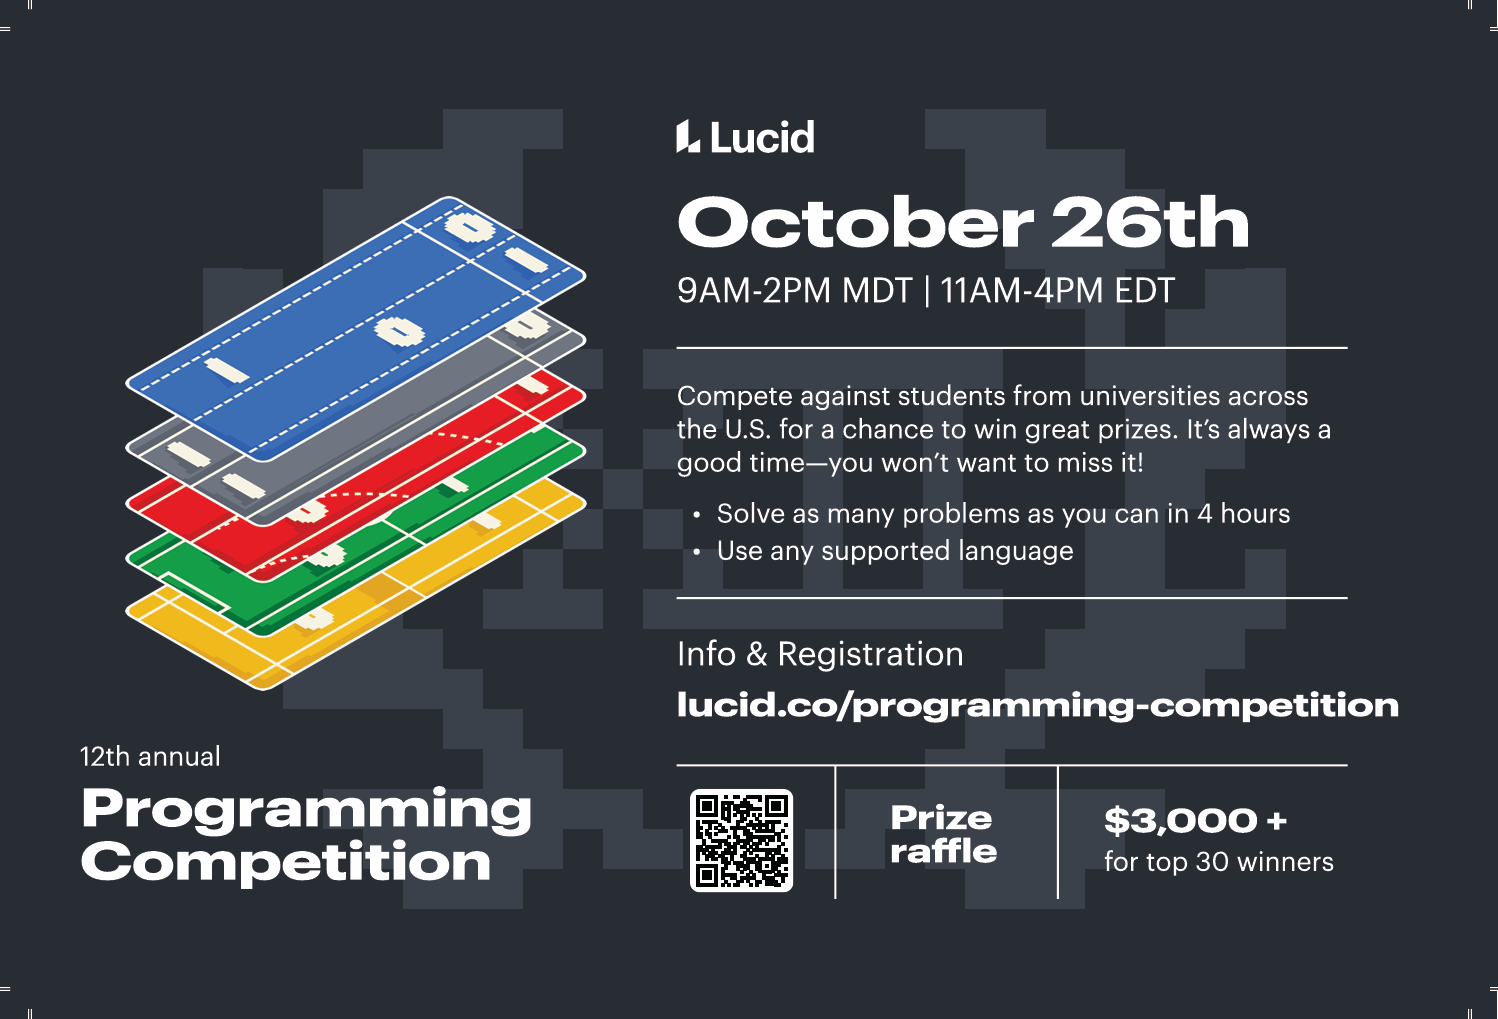 Lucid
October 26th
9AM-2PM MDT | 11AM-4PM EDT
Compete against students from universities across
the U.S. for a chance to win great prizes. It’s always a
good time—you won’t want to miss it!
• Solve as many problems as you can in 4 hours
• Use any supported language
Info & Registration
lucid.co/programming-competition
12th annual
Programming
Competition
Prize
raffle
$3,000 +
for top 30 winners